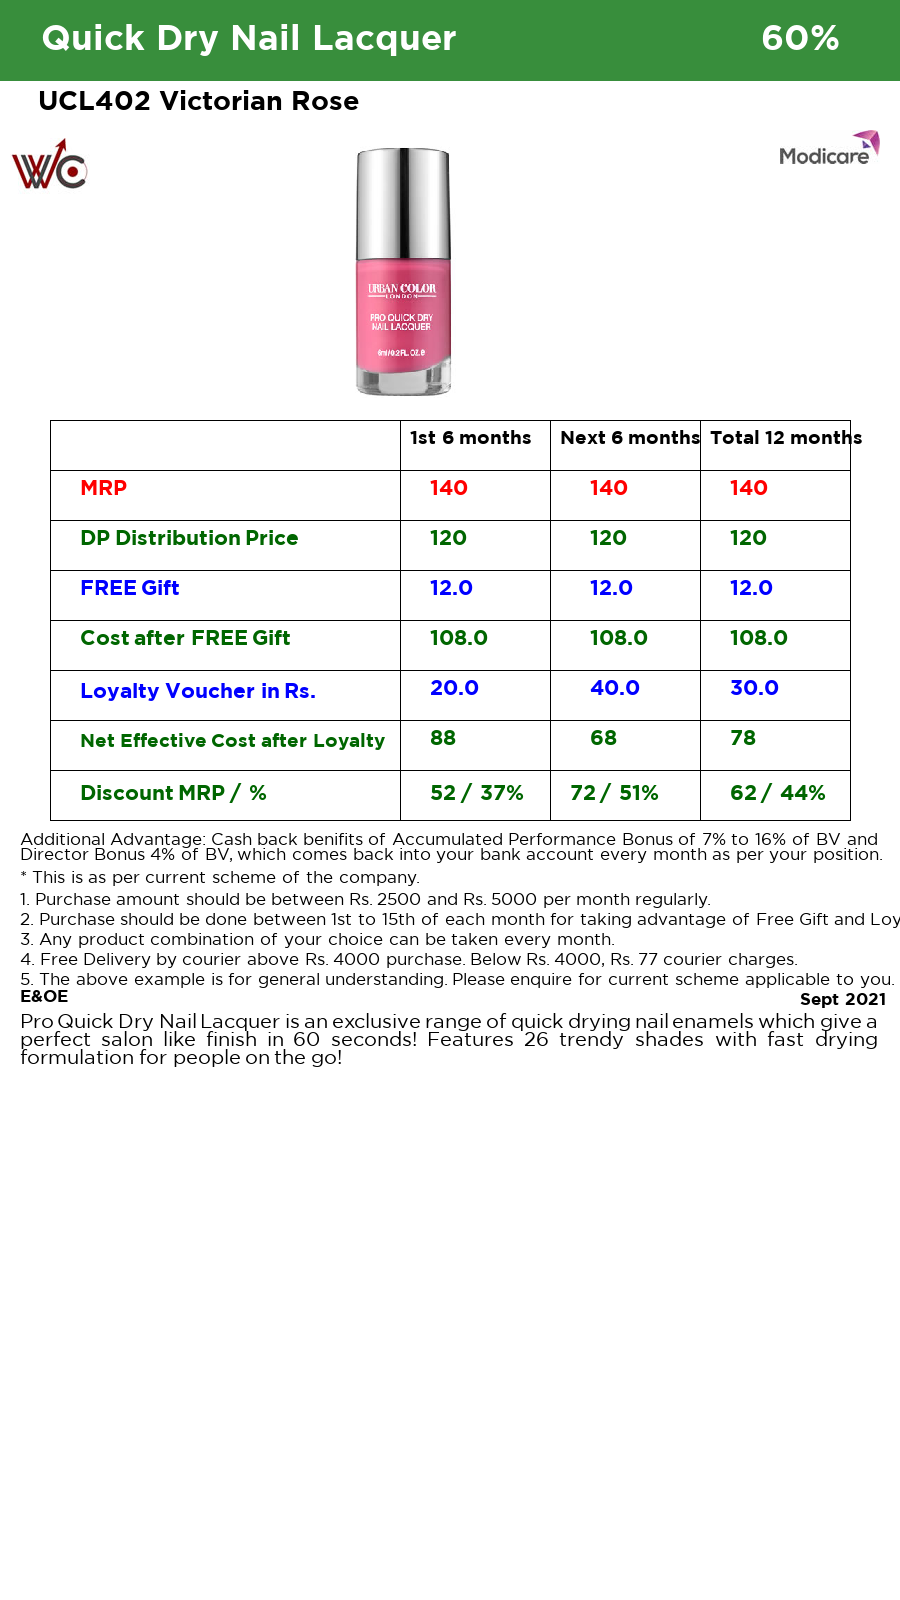 Quick Dry Nail Lacquer 60%
UCL402 Victorian Rose
WC
Modicare
URBAN COLOR
LONDON
PRO QUICK DRY
NAIL LACQUER
6ml/0.2FL. OZ. ℮
1st 6 months Next 6 months Total 12 months
MRP 140 140 140
DP Distribution Price 120 120 120
FREE Gift 12.0 12.0 12.0
Cost after FREE Gift 108.0 108.0 108.0
Loyalty Voucher in Rs. 20.0 40.0 30.0
Net Effective Cost after Loyalty 88 68 78
Discount MRP / % 52 / 37% 72 / 51% 62 / 44%
Additional Advantage: Cash back benifits of Accumulated Performance Bonus of 7% to 16% of BV and
Director Bonus 4% of BV, which comes back into your bank account every month as per your position.
* This is as per current scheme of the company.
1. Purchase amount should be between Rs. 2500 and Rs. 5000 per month regularly.
2. Purchase should be done between 1st to 15th of each month for taking advantage of Free Gift and Loy
3. Any product combination of your choice can be taken every month.
4. Free Delivery by courier above Rs. 4000 purchase. Below Rs. 4000, Rs. 77 courier charges.
5. The above example is for general understanding. Please enquire for current scheme applicable to you.
E&OE Sept 2021
Pro Quick Dry Nail Lacquer is an exclusive range of quick drying nail enamels which give a
perfect salon like finish in 60 seconds! Features 26 trendy shades with fast drying
formulation for people on the go!